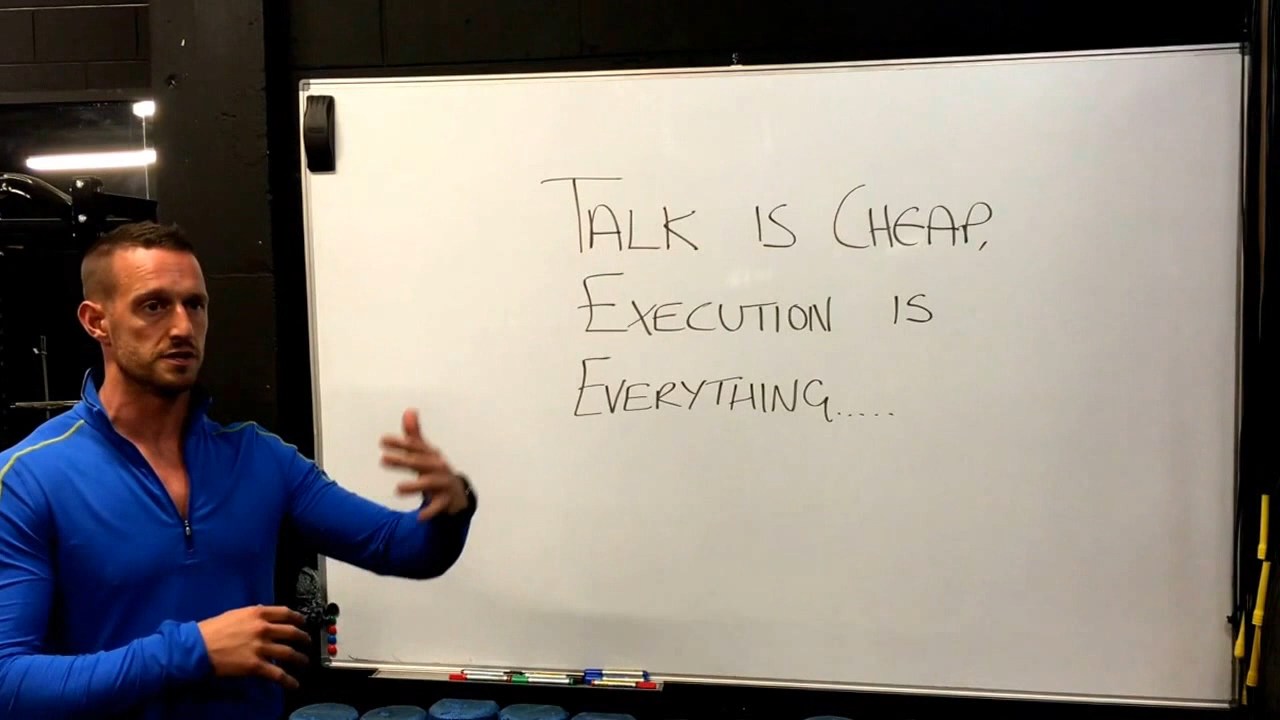 TALK IS CHEAP,
EXECUTION IS
EVERYTHING.....